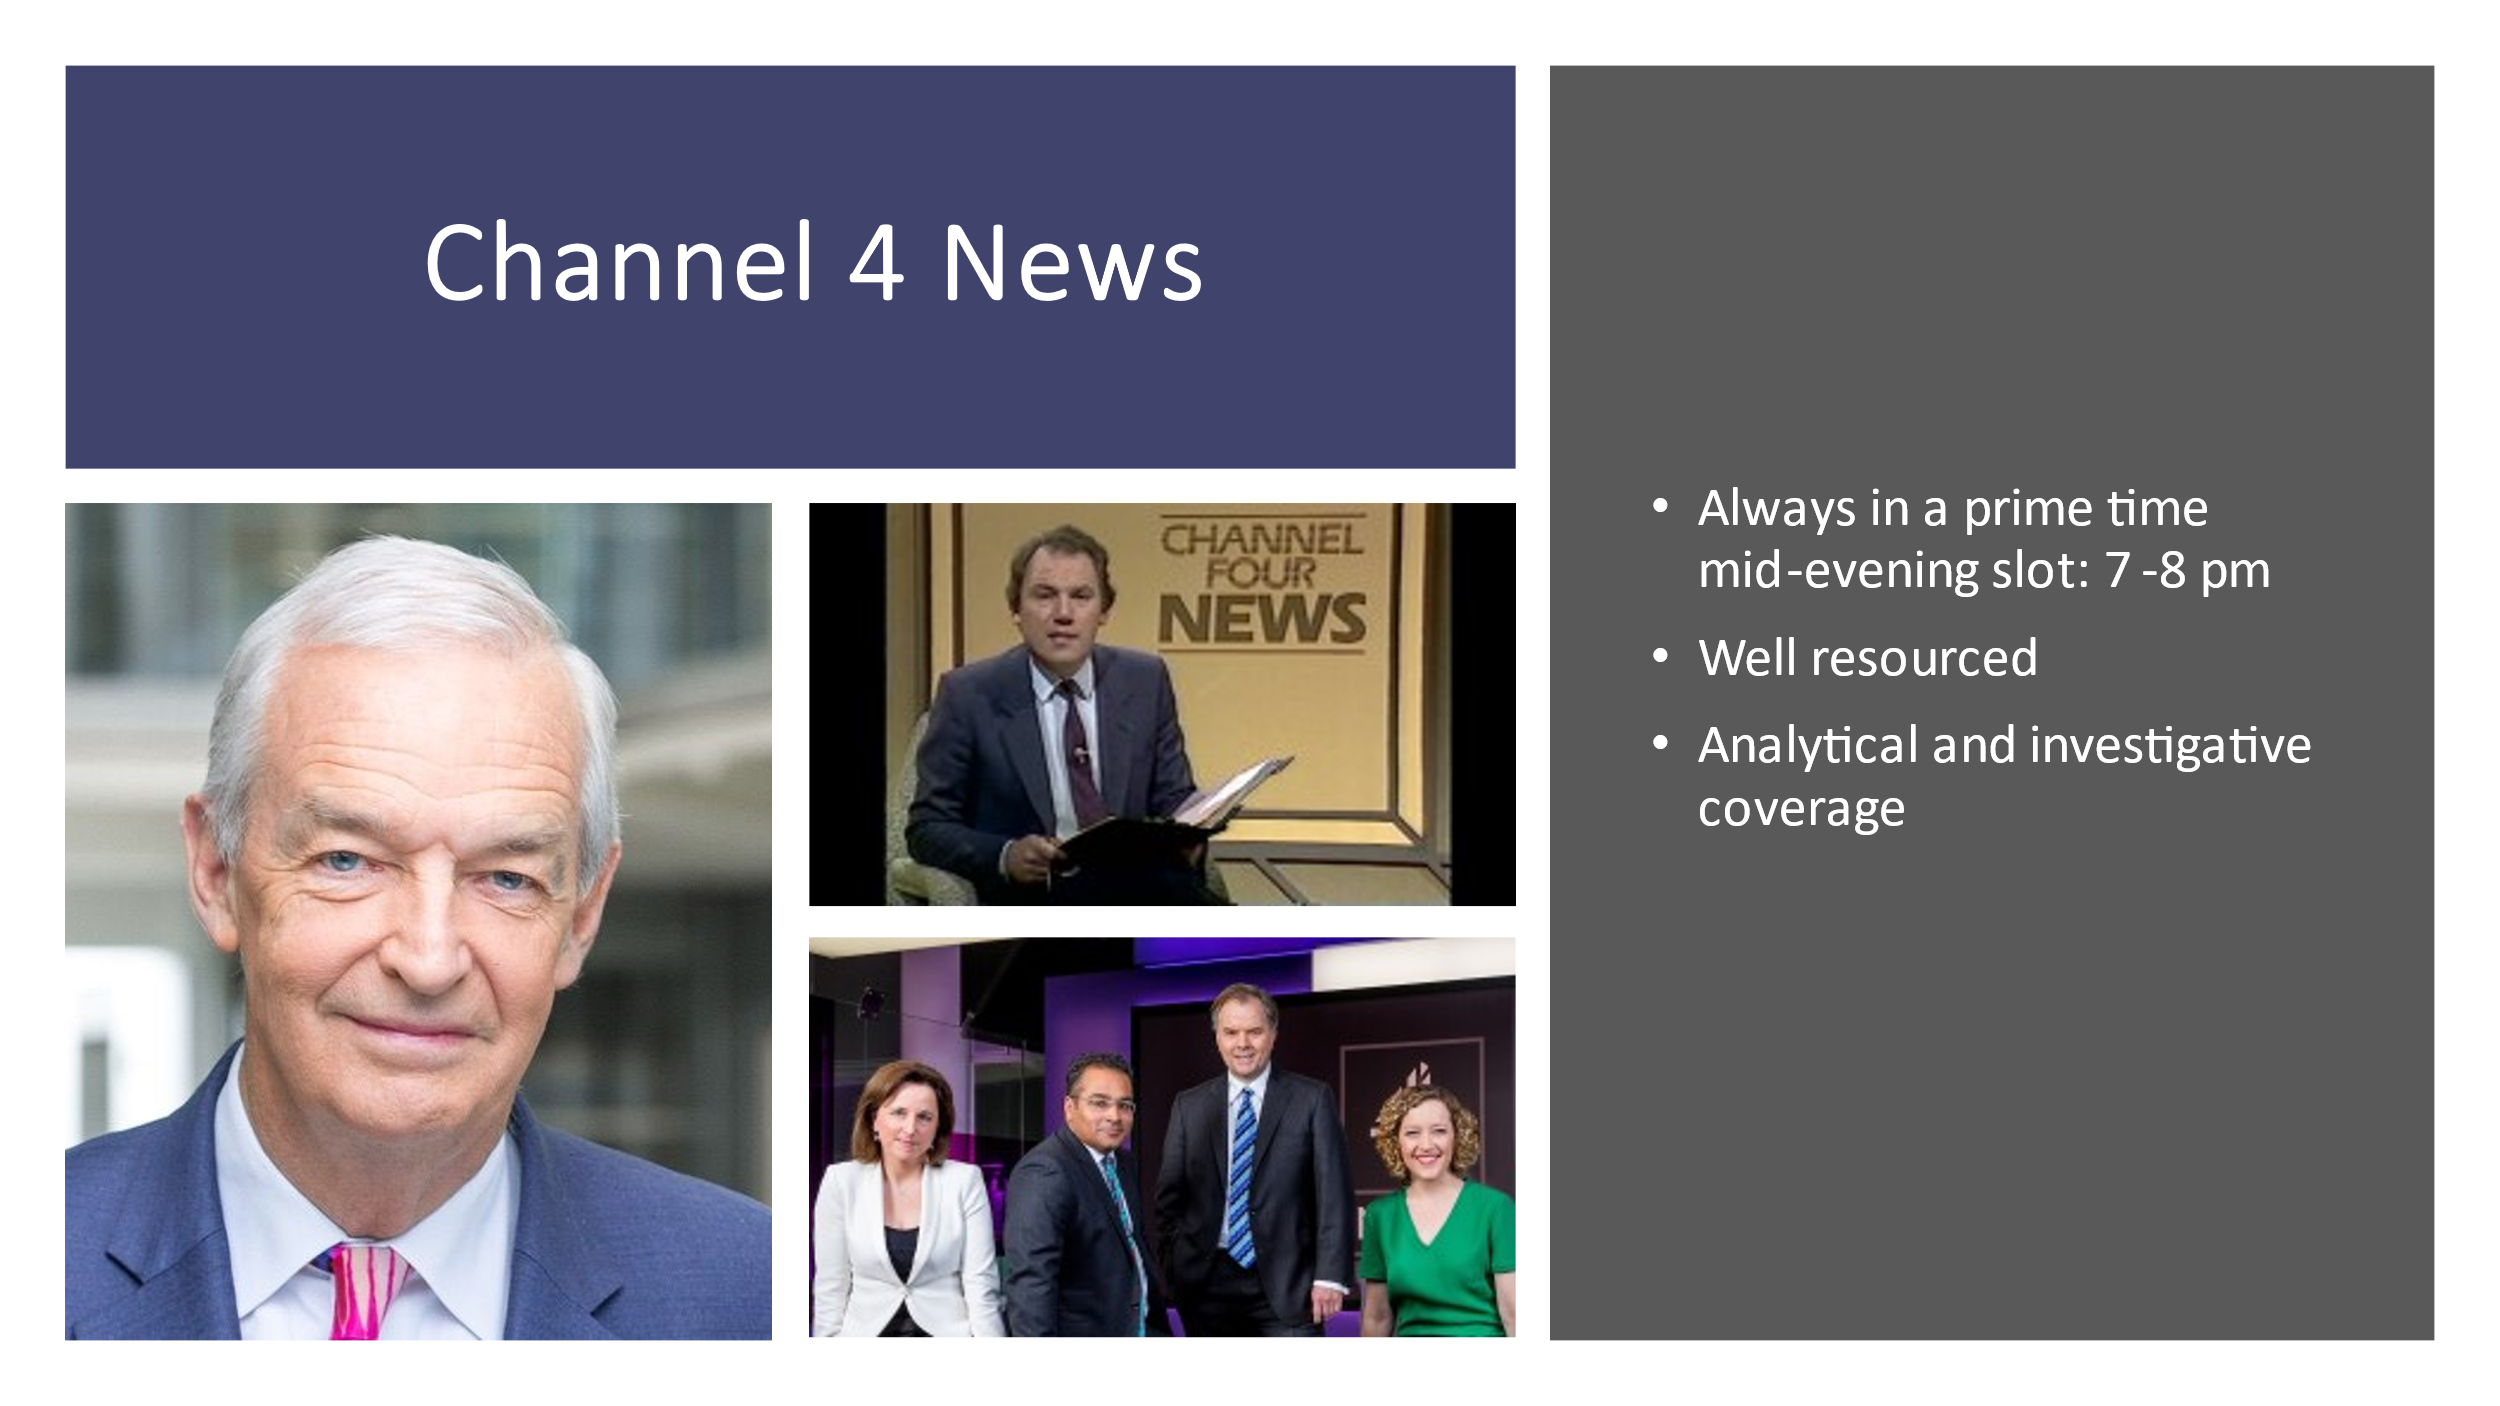 Channel 4 News
CHANNEL
FOUR
NEWS
• Always in a prime time
mid-evening slot: 7 -8 pm
• Well resourced
• Analytical and investigative
coverage